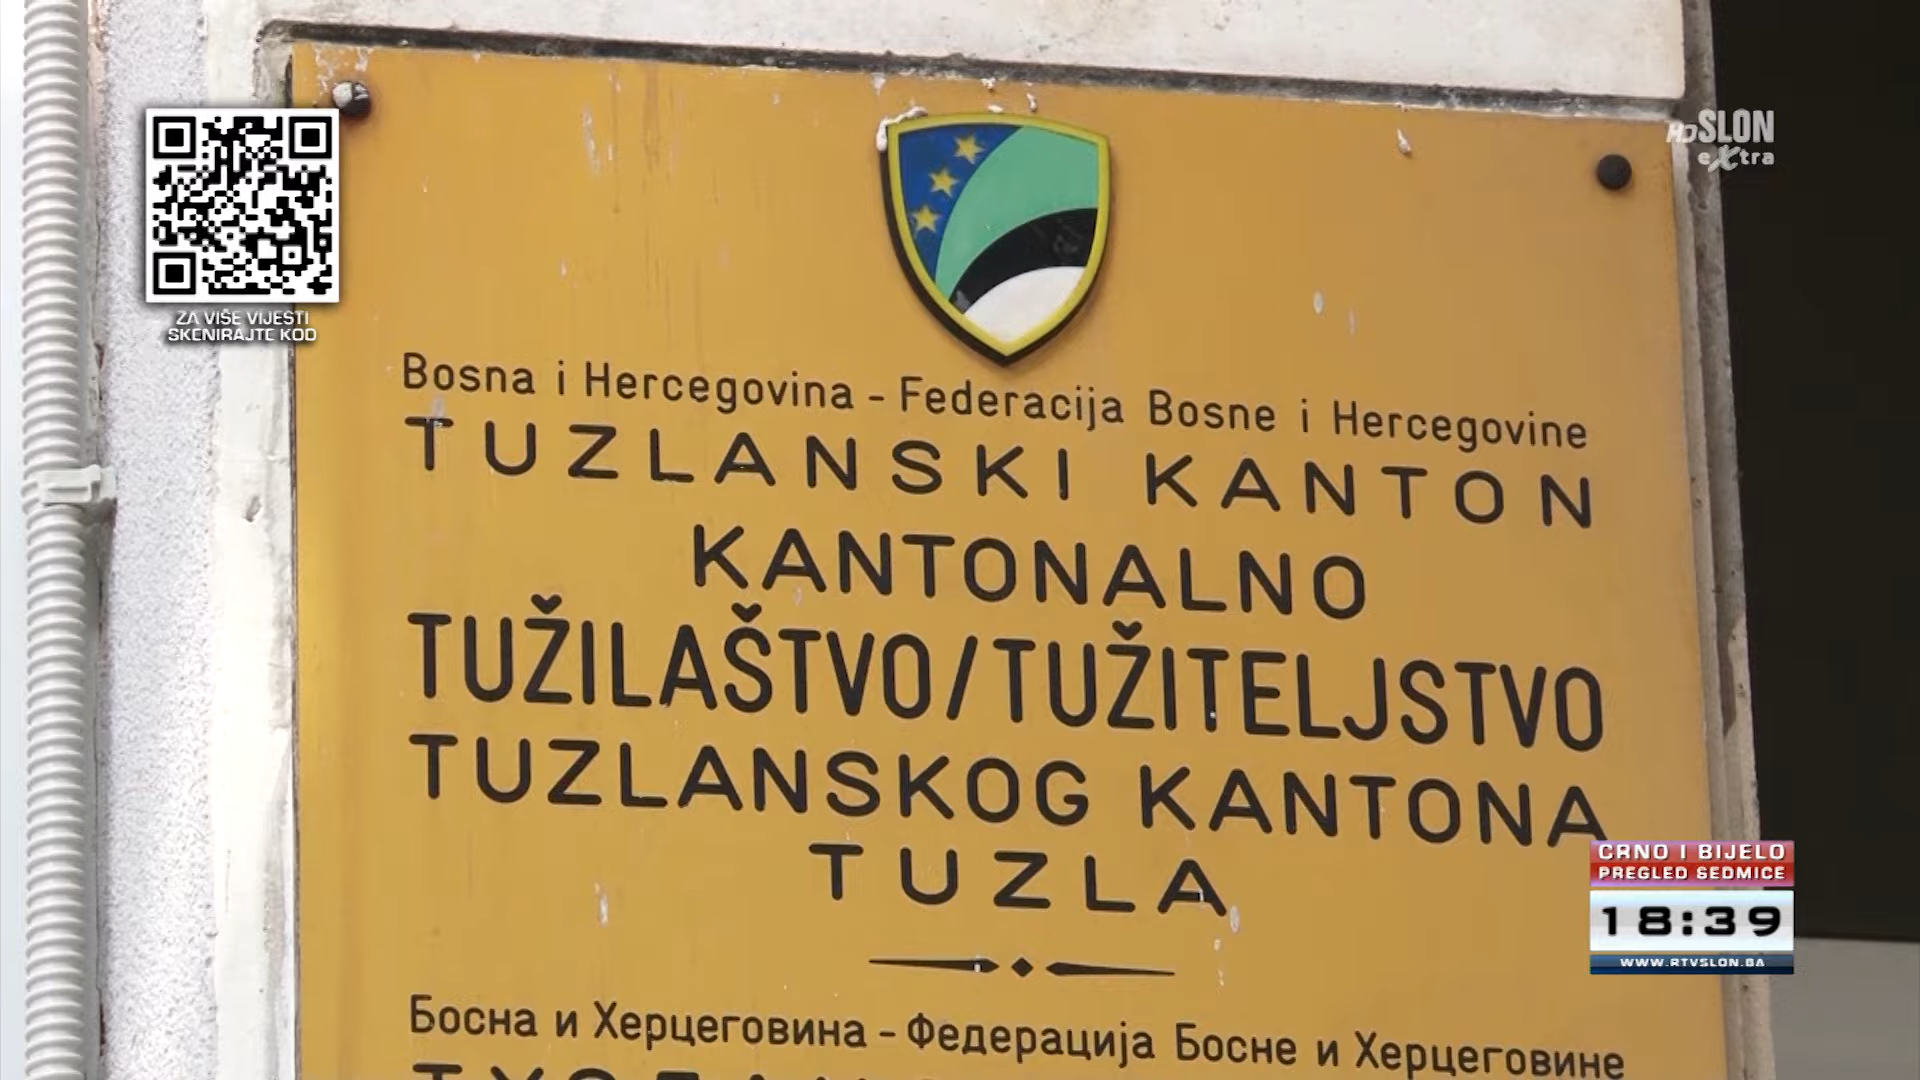 HD SLON
eXtra
ZA VIŠE VIJESTI
SKENIRAJTE KOD
Bosna i Hercegovina - Federacija Bosne i Hercegovine
TUZLANSKI KANTON
KANTONALNO
TUŽILAŠTVO/TUŽITELJSTVO
TUZLANSKOG KANTONA
TUZLA
Босна и Херцеговина - Федерација Босне и Херцеговине
CRNO I BIJELO
PREGLED SEDMICE
18:39
WWW.RTVSLON.BA